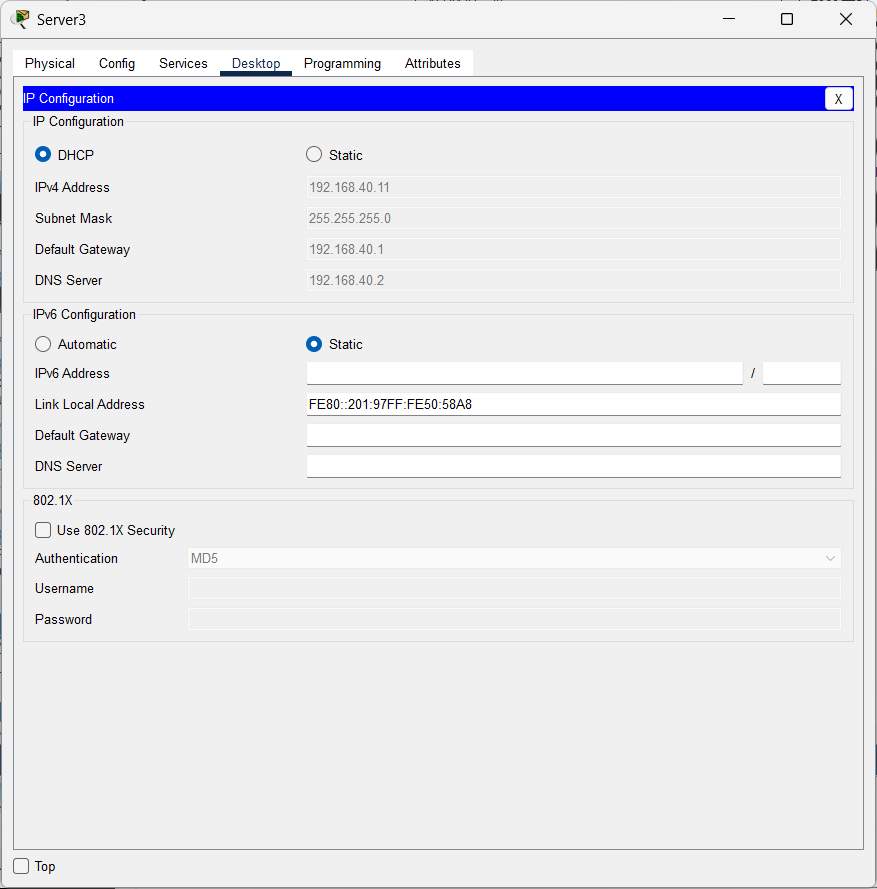 Server3
Physical Config Services Desktop Programming Attributes
IP Configuration X
IP Configuration
DHCP Static
IPv4 Address 192.168.40.11
Subnet Mask 255.255.255.0
Default Gateway 192.168.40.1
DNS Server 192.168.40.2
IPv6 Configuration
Automatic Static
IPv6 Address /
Link Local Address FE80::201:97FF:FE50:58A8
Default Gateway
DNS Server
802.1X
Use 802.1X Security
Authentication MD5
Username
Password
Top